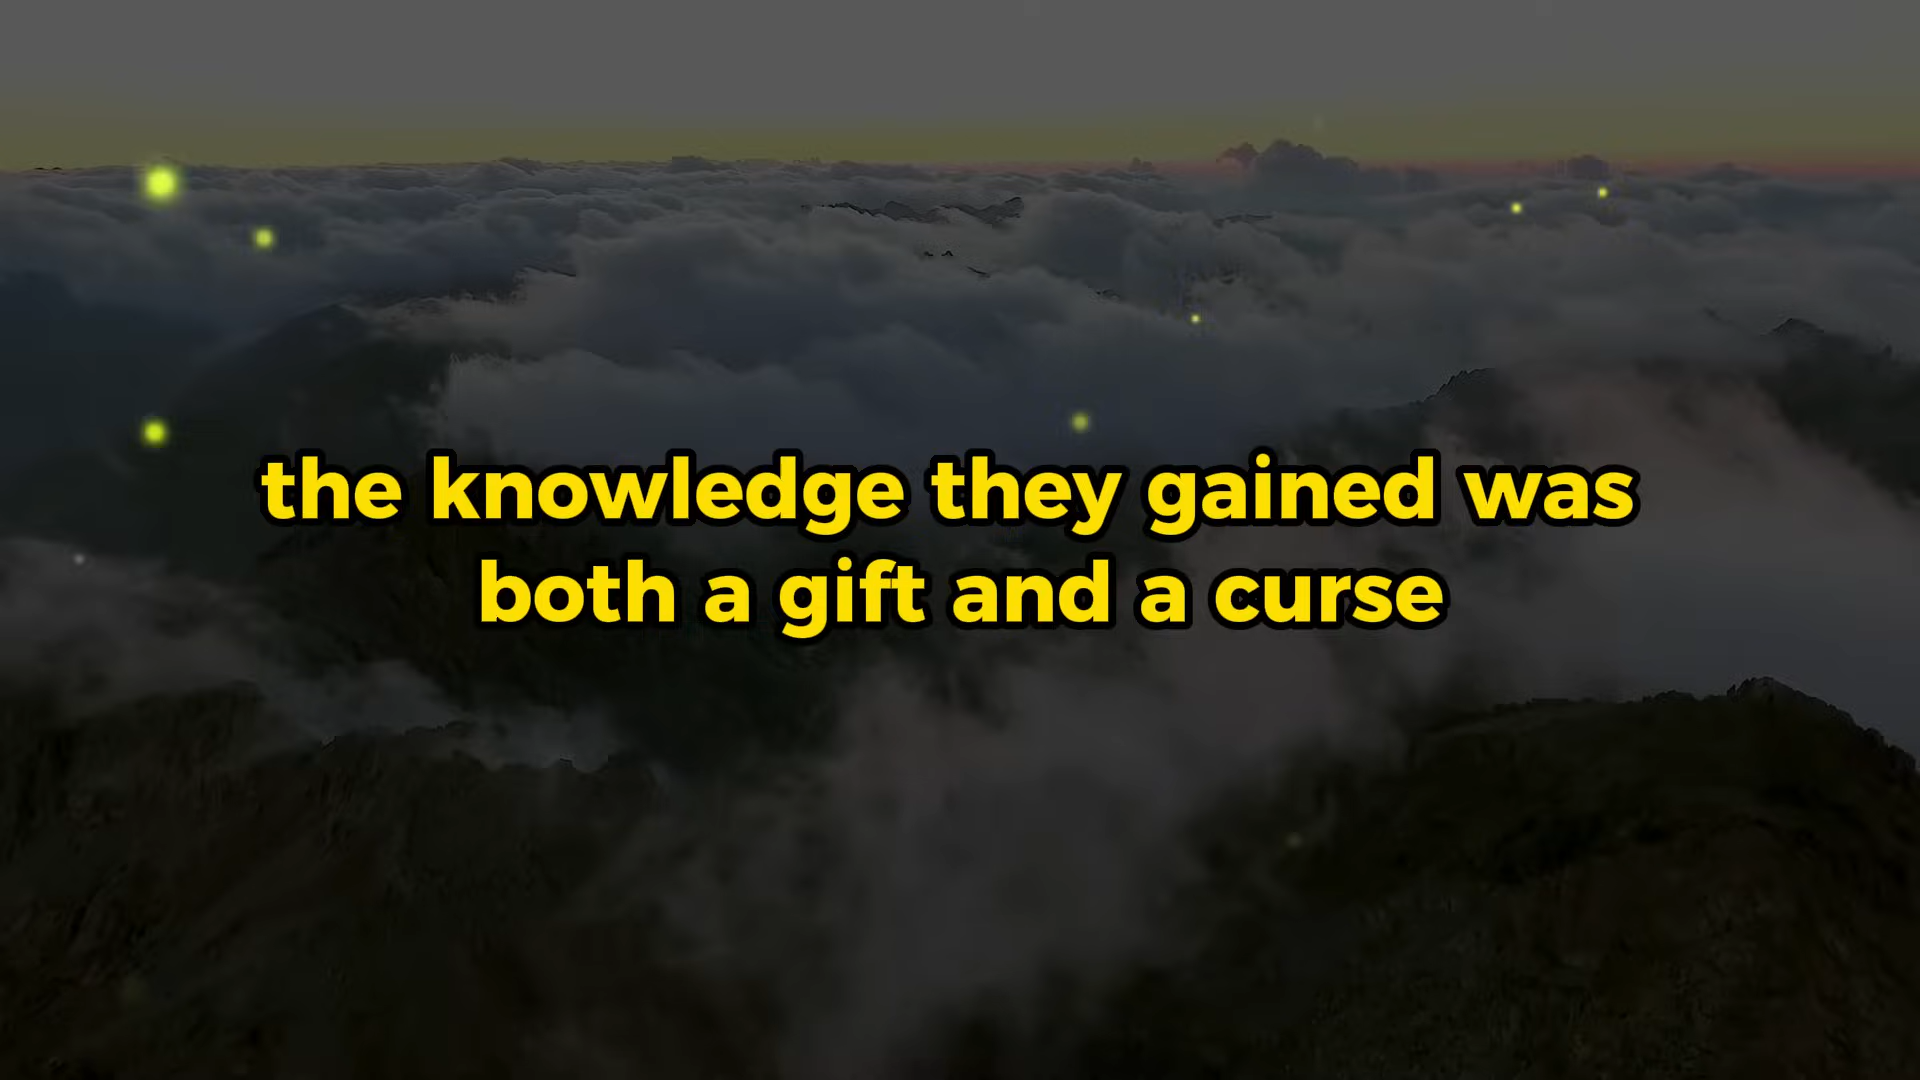 the knowledge they gained was
both a gift and a curse